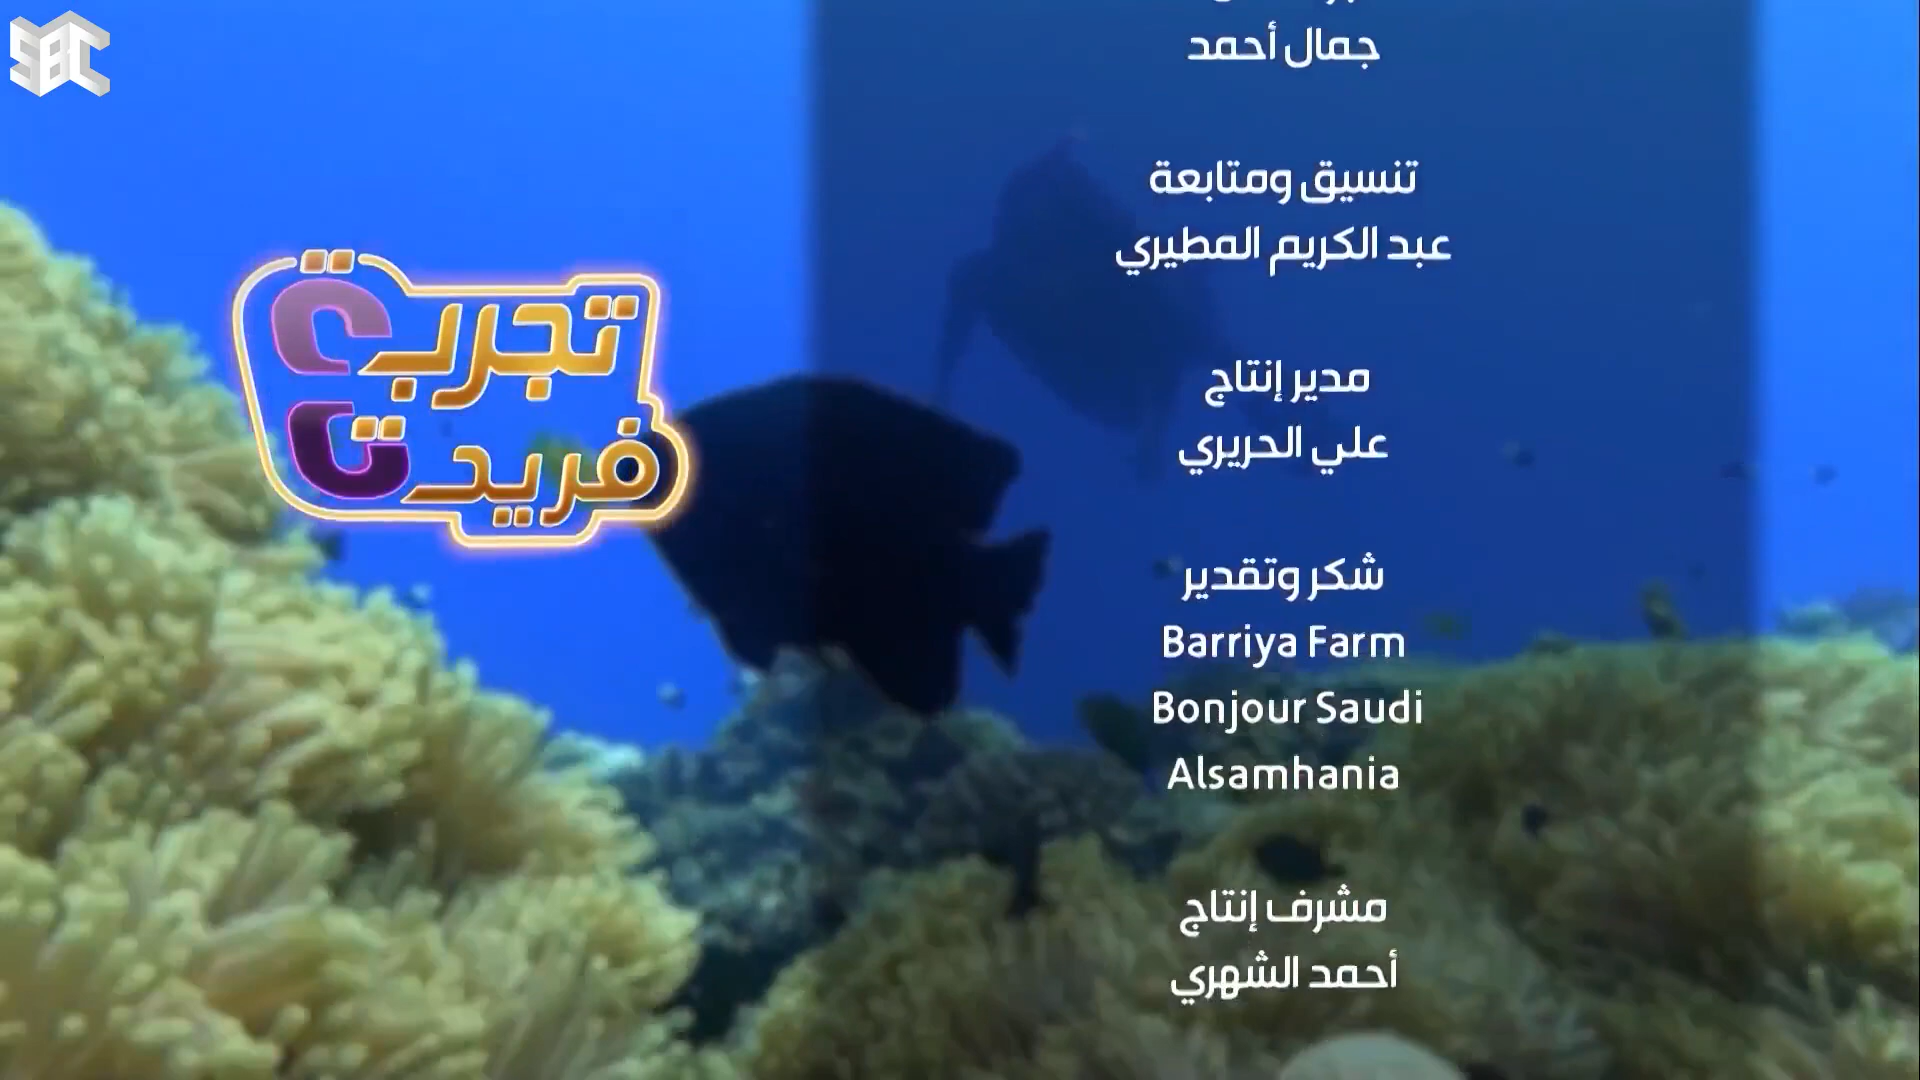 SBC
جمال أحمد
تنسيق ومتابعة
عبد الكريم المطيري
تجربة
فريدة
مدير إنتاج
علي الحريري
شكر وتقدير
Barriya Farm
Bonjour Saudi
Alsamhania
مشرف إنتاج
أحمد الشهري